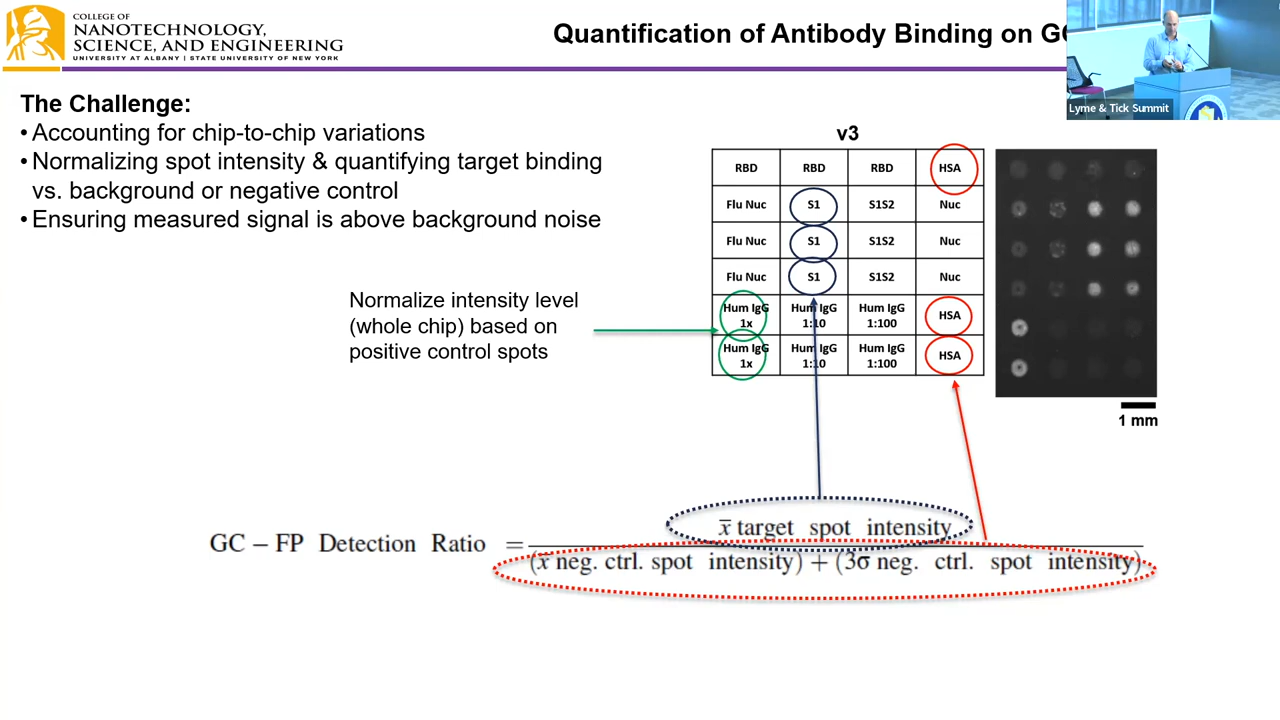 COLLEGE OF
NANOTECHNOLOGY,
SCIENCE, AND ENGINEERING
UNIVERSITY AT ALBANY | STATE UNIVERSITY OF NEW YORK
Quantification of Antibody Binding on
Lyme & Tick Summit
The Challenge:
• Accounting for chip-to-chip variations
• Normalizing spot intensity & quantifying target binding
vs. background or negative control
• Ensuring measured signal is above background noise
Normalize intensity level
(whole chip) based on
positive control spots
v3
RBD RBD RBD HSA
Flu Nuc S1 S1S2 Nuc
Flu Nuc S1 S1S2 Nuc
Flu Nuc S1 S1S2 Nuc
Hum IgG 1x Hum IgG 1:10 Hum IgG 1:100 HSA
Hum IgG 1x Hum IgG 1:10 Hum IgG 1:100 HSA
1 mm
x̅ target spot intensity
GC – FP Detection Ratio =
(x̅ neg. ctrl. spot intensity) + (3σ neg. ctrl. spot intensity)